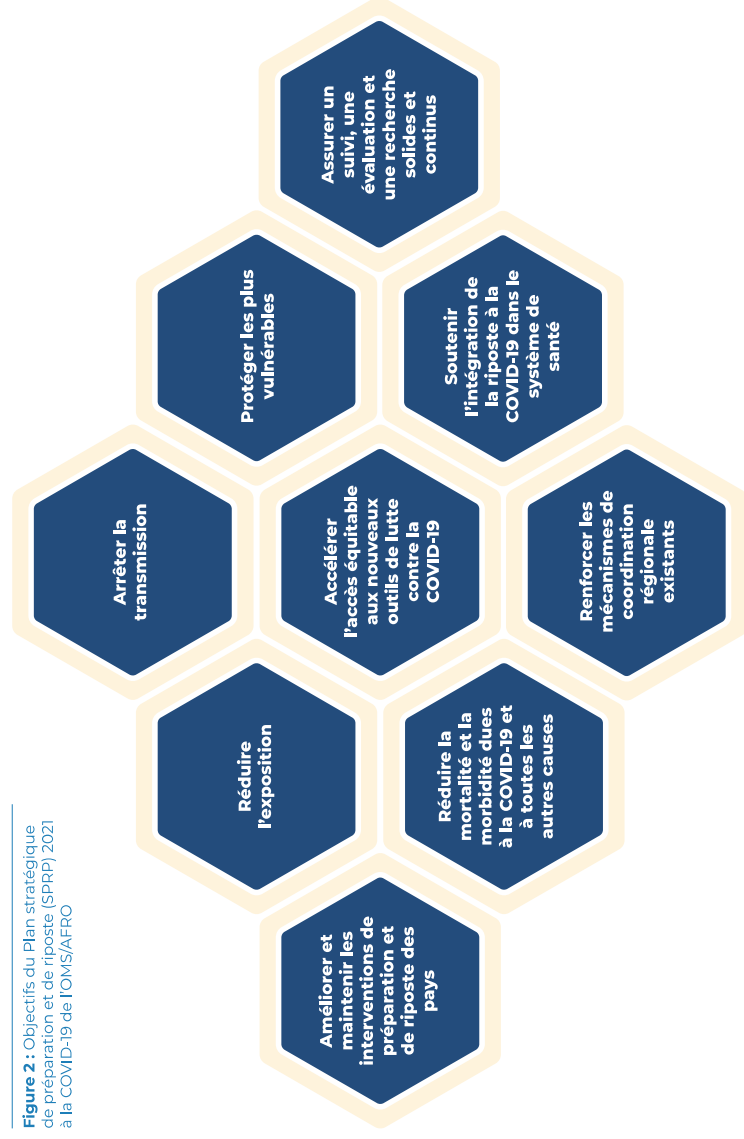 Figure 2 : Objectifs du Plan stratégique
de préparation et de riposte (SPRP) 2021
à la COVID-19 de l'OMS/AFRO
Améliorer et
maintenir les
interventions de
préparation et
de riposte des
pays
Réduire
l'exposition
Réduire la
mortalité et la
morbidité dues
à la COVID-19 et
à toutes les
autres causes
Arrêter la
transmission
Accélérer
l'accès équitable
aux nouveaux
outils de lutte
contre la
COVID-19
Renforcer les
mécanismes de
coordination
régionale
existants
Protéger les plus
vulnérables
Soutenir
l'intégration de
la riposte à la
COVID-19 dans le
système de
santé
Assurer un
suivi, une
évaluation et
une recherche
solides et
continus